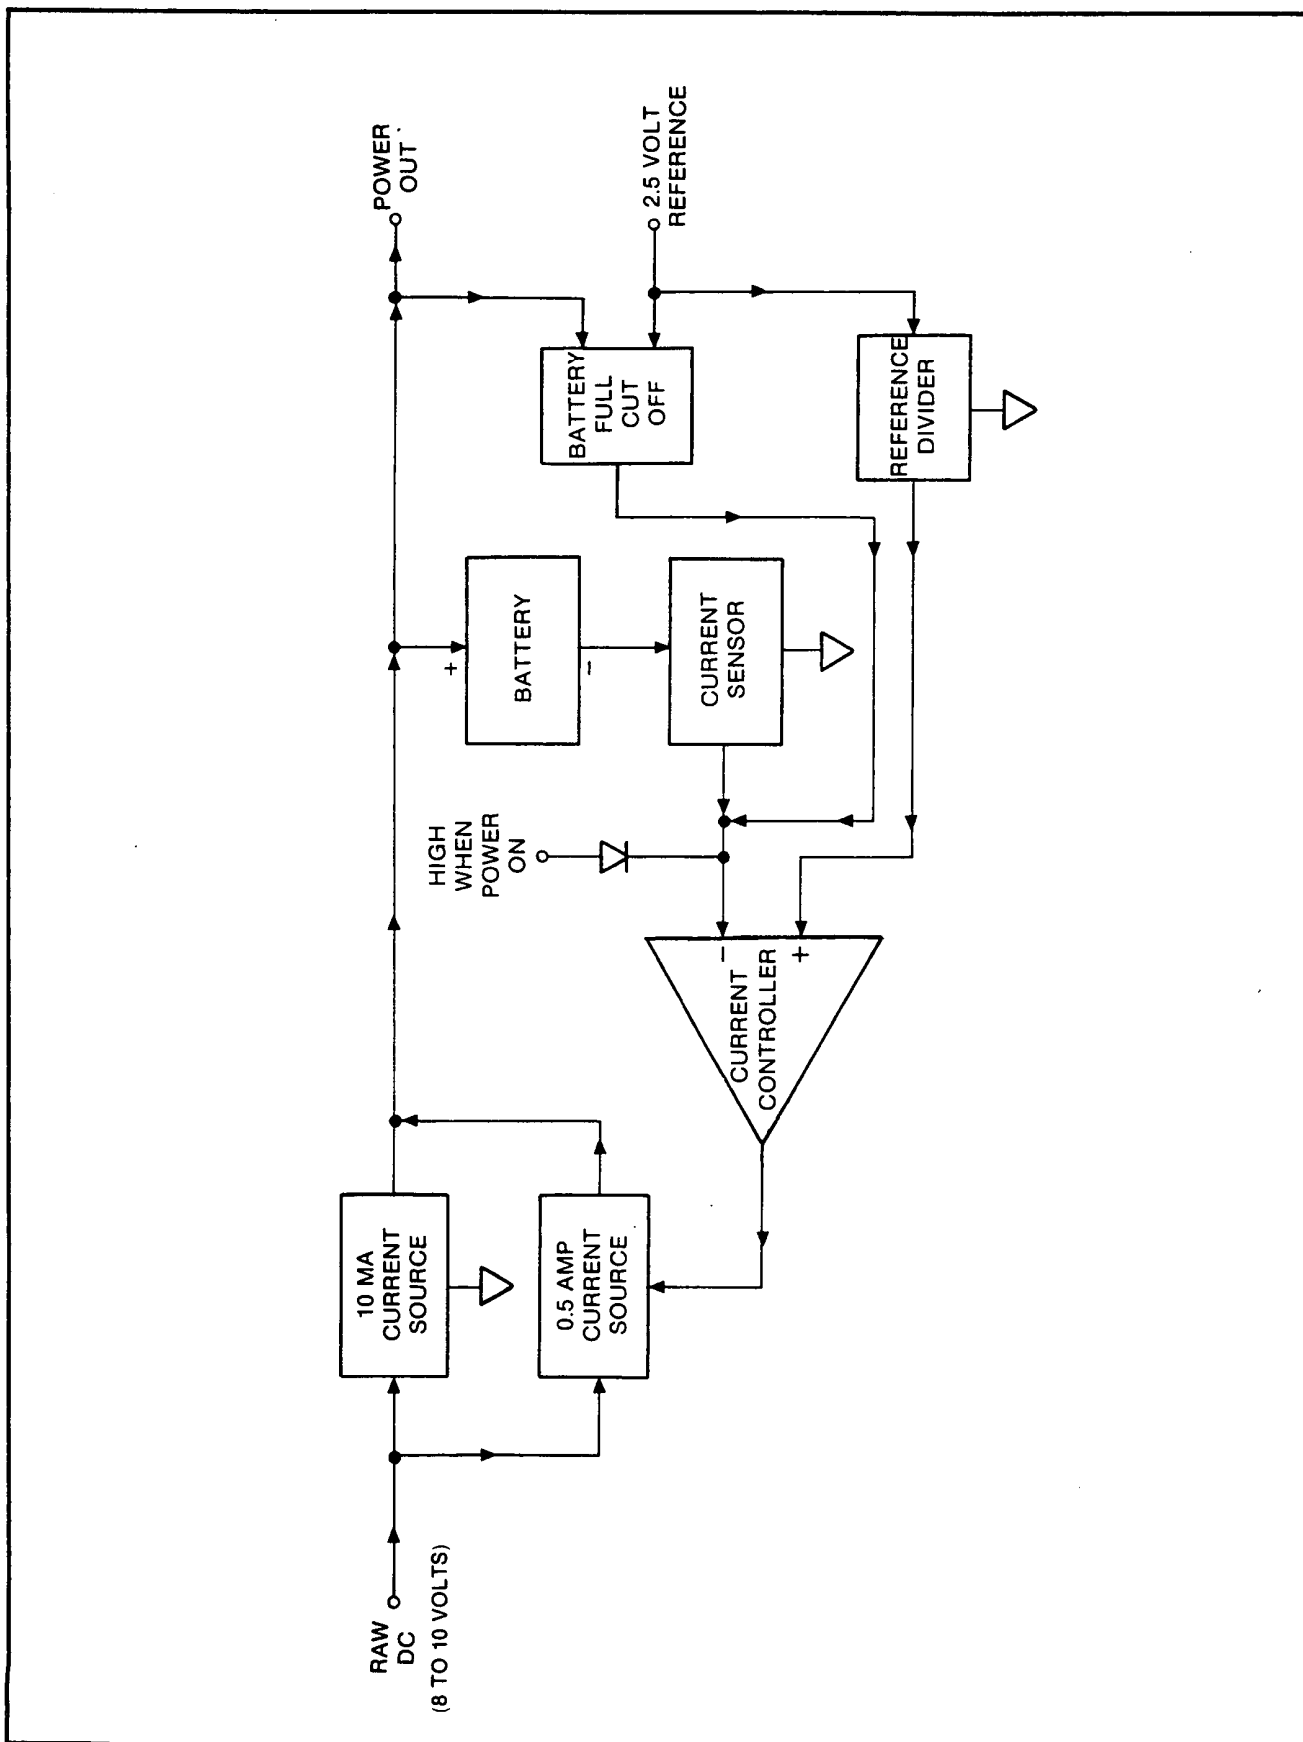 RAW
DC
(8 TO 10 VOLTS)
10 MA
CURRENT
SOURCE
0.5 AMP
CURRENT
SOURCE
HIGH
WHEN
POWER
ON
CURRENT
CONTROLLER
-
+
+
BATTERY
-
CURRENT
SENSOR
BATTERY
FULL
CUT
OFF
REFERENCE
DIVIDER
POWER
OUT
2.5 VOLT
REFERENCE